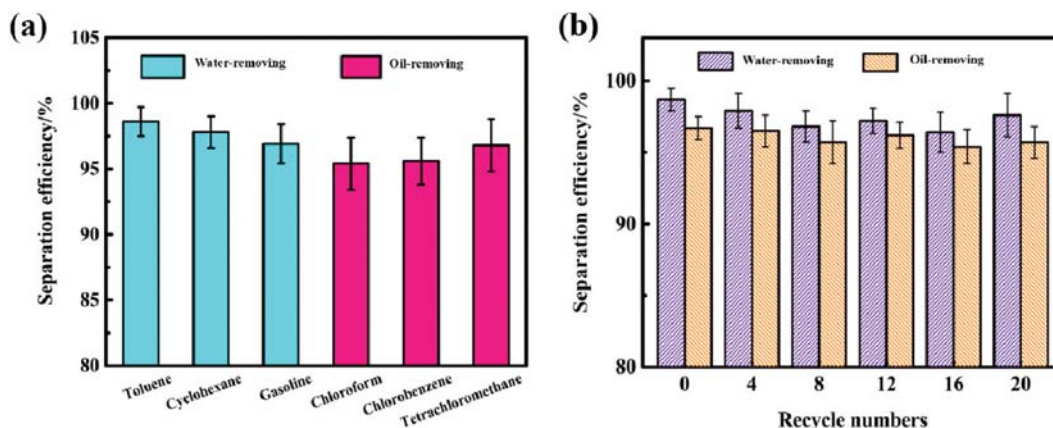 (a)
105
100
95
90
80
Separation efficiency/%
Water-removing
Oil-removing
Toluene
Cyclohexane
Gasoline
Chloroform
Chlorobenzene
Tetrachloromethane
(b)
100
90
80
Separation efficiency/%
Water-removing
Oil-removing
0 4 8 12 16 20
Recycle numbers